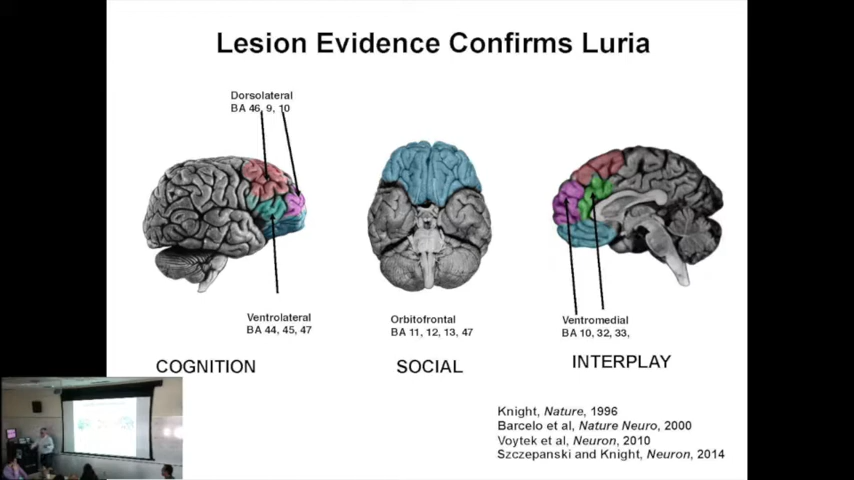 Lesion Evidence Confirms Luria
Dorsolateral
BA 46, 9, 10
Ventrolateral
BA 44, 45, 47
COGNITION
Orbitofrontal
BA 11, 12, 13, 47
SOCIAL
Ventromedial
BA 10, 32, 33,
INTERPLAY
Knight, Nature, 1996
Barcelo et al, Nature Neuro, 2000
Voytek et al, Neuron, 2010
Szczepanski and Knight, Neuron, 2014